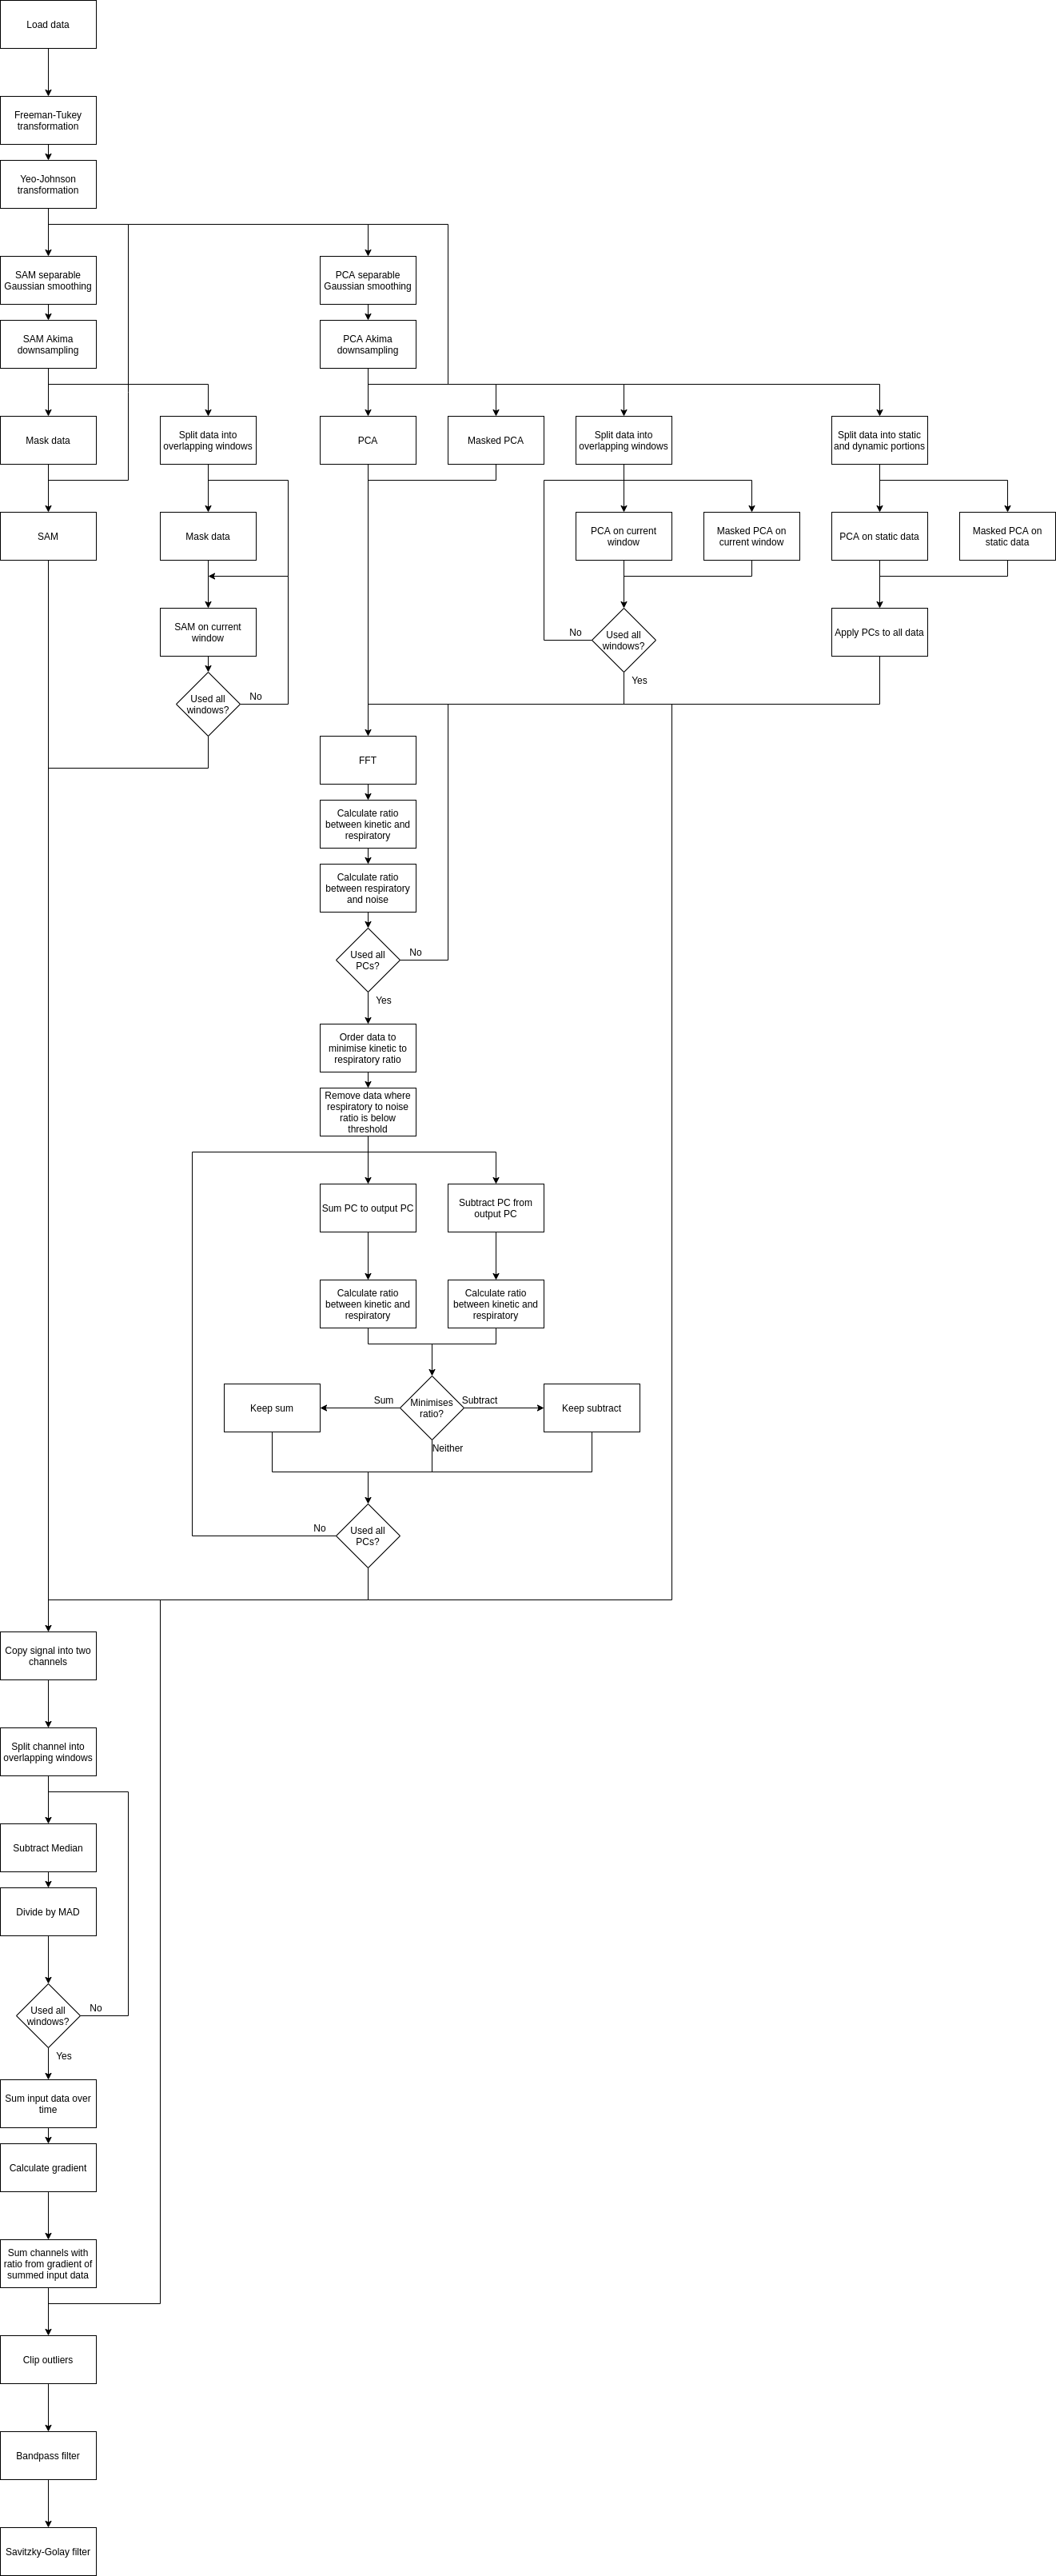 Load data
Freeman-Tukey
transformation
Yeo-Johnson
transformation
SAM separable
Gaussian smoothing
PCA separable
Gaussian smoothing
SAM Akima
downsampling
PCA Akima
downsampling
Mask data
Split data into
overlapping windows
PCA
Masked PCA
Split data into
overlapping windows
Split data into static
and dynamic portions
SAM
Mask data
PCA on current
window
Masked PCA on
current window
PCA on static data
Masked PCA on
static data
SAM on current
window
No
Used all
windows?
Yes
Apply PCs to all data
Used all
windows?
No
FFT
Calculate ratio
between kinetic and
respiratory
Calculate ratio
between respiratory
and noise
Used all
PCs?
No
Yes
Order data to
minimise kinetic to
respiratory ratio
Remove data where
respiratory to noise
ratio is below
threshold
Sum PC to output PC
Subtract PC from
output PC
Calculate ratio
between kinetic and
respiratory
Calculate ratio
between kinetic and
respiratory
Keep sum
Sum
Minimises
ratio?
Subtract
Keep subtract
Neither
No
Used all
PCs?
Copy signal into two
channels
Split channel into
overlapping windows
Subtract Median
Divide by MAD
Used all
windows?
No
Yes
Sum input data over
time
Calculate gradient
Sum channels with
ratio from gradient of
summed input data
Clip outliers
Bandpass filter
Savitzky-Golay filter